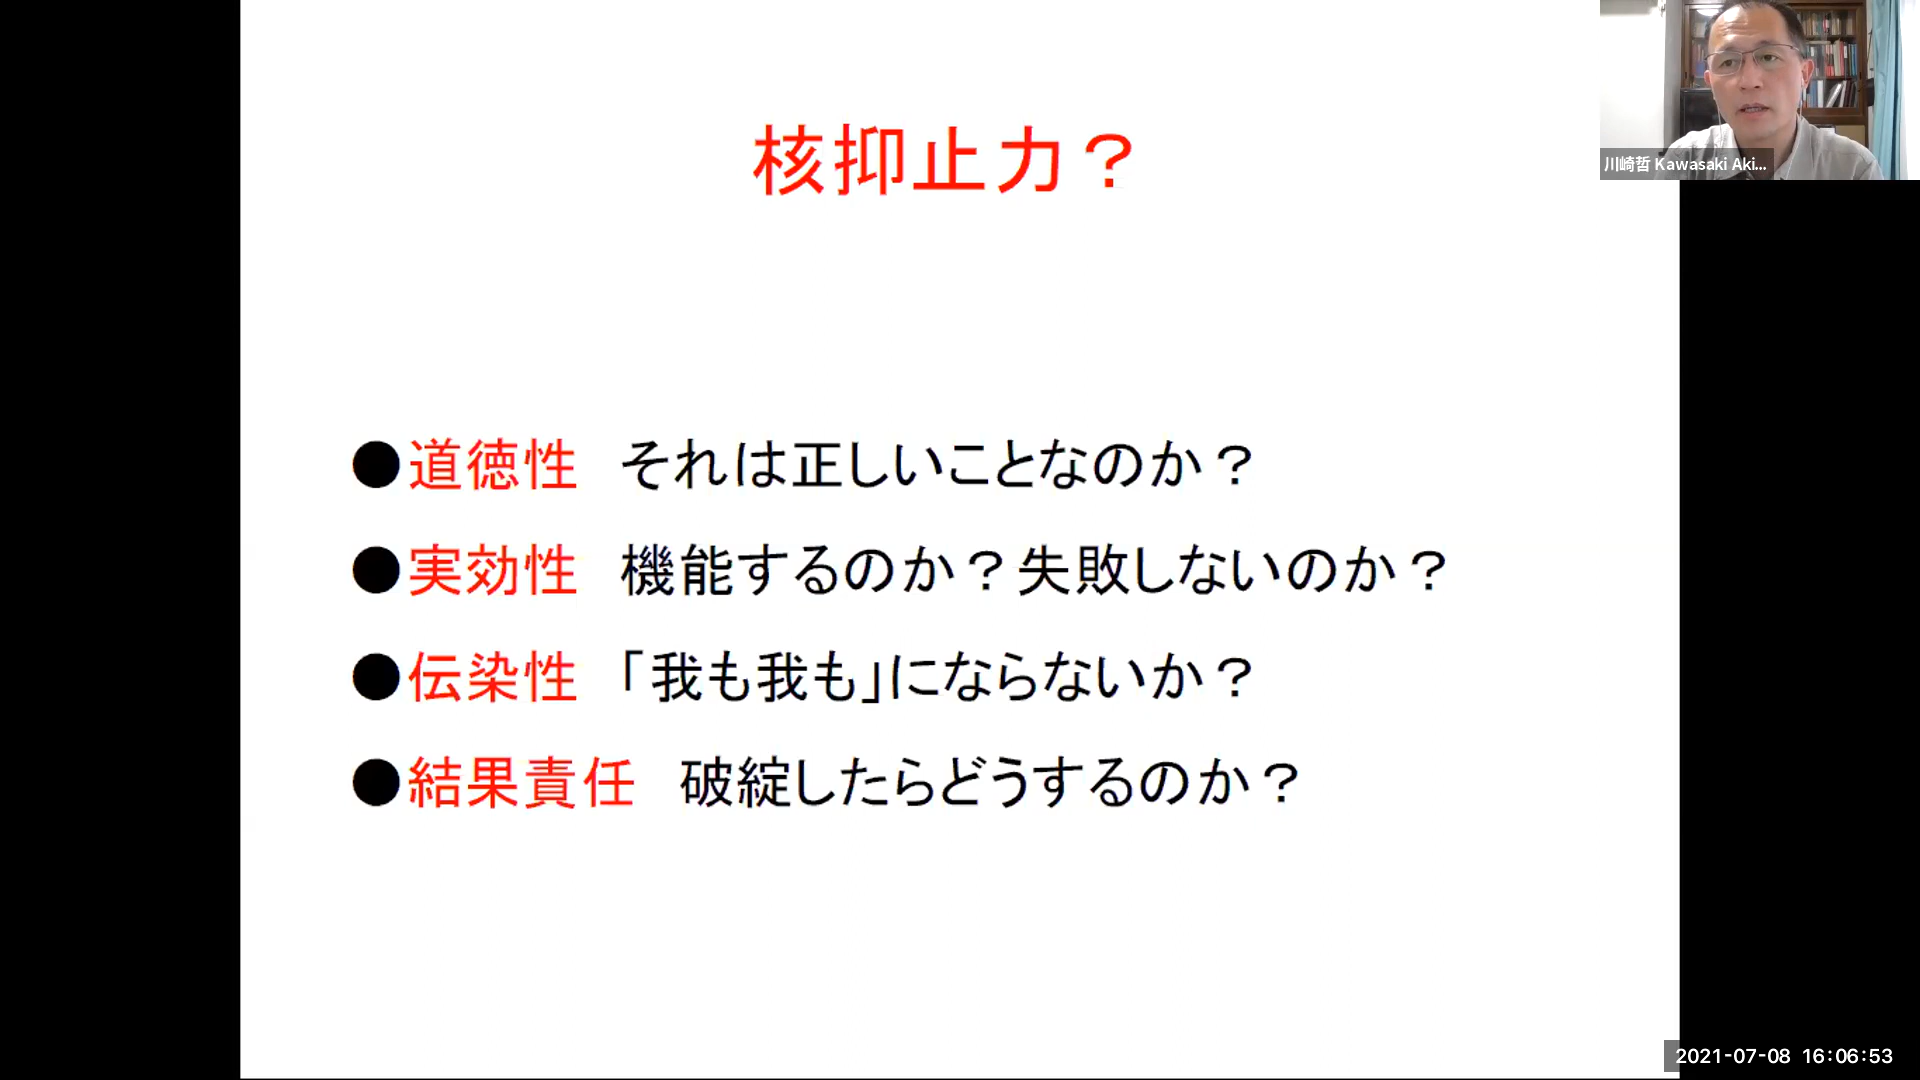 核抑止力？
●道徳性　それは正しいことなのか？
●実効性　機能するのか？失敗しないのか？
●伝染性　「我も我も」にならないか？
●結果責任　破綻したらどうするのか？
川崎哲 Kawasaki Aki...
2021-07-08 16:06:53